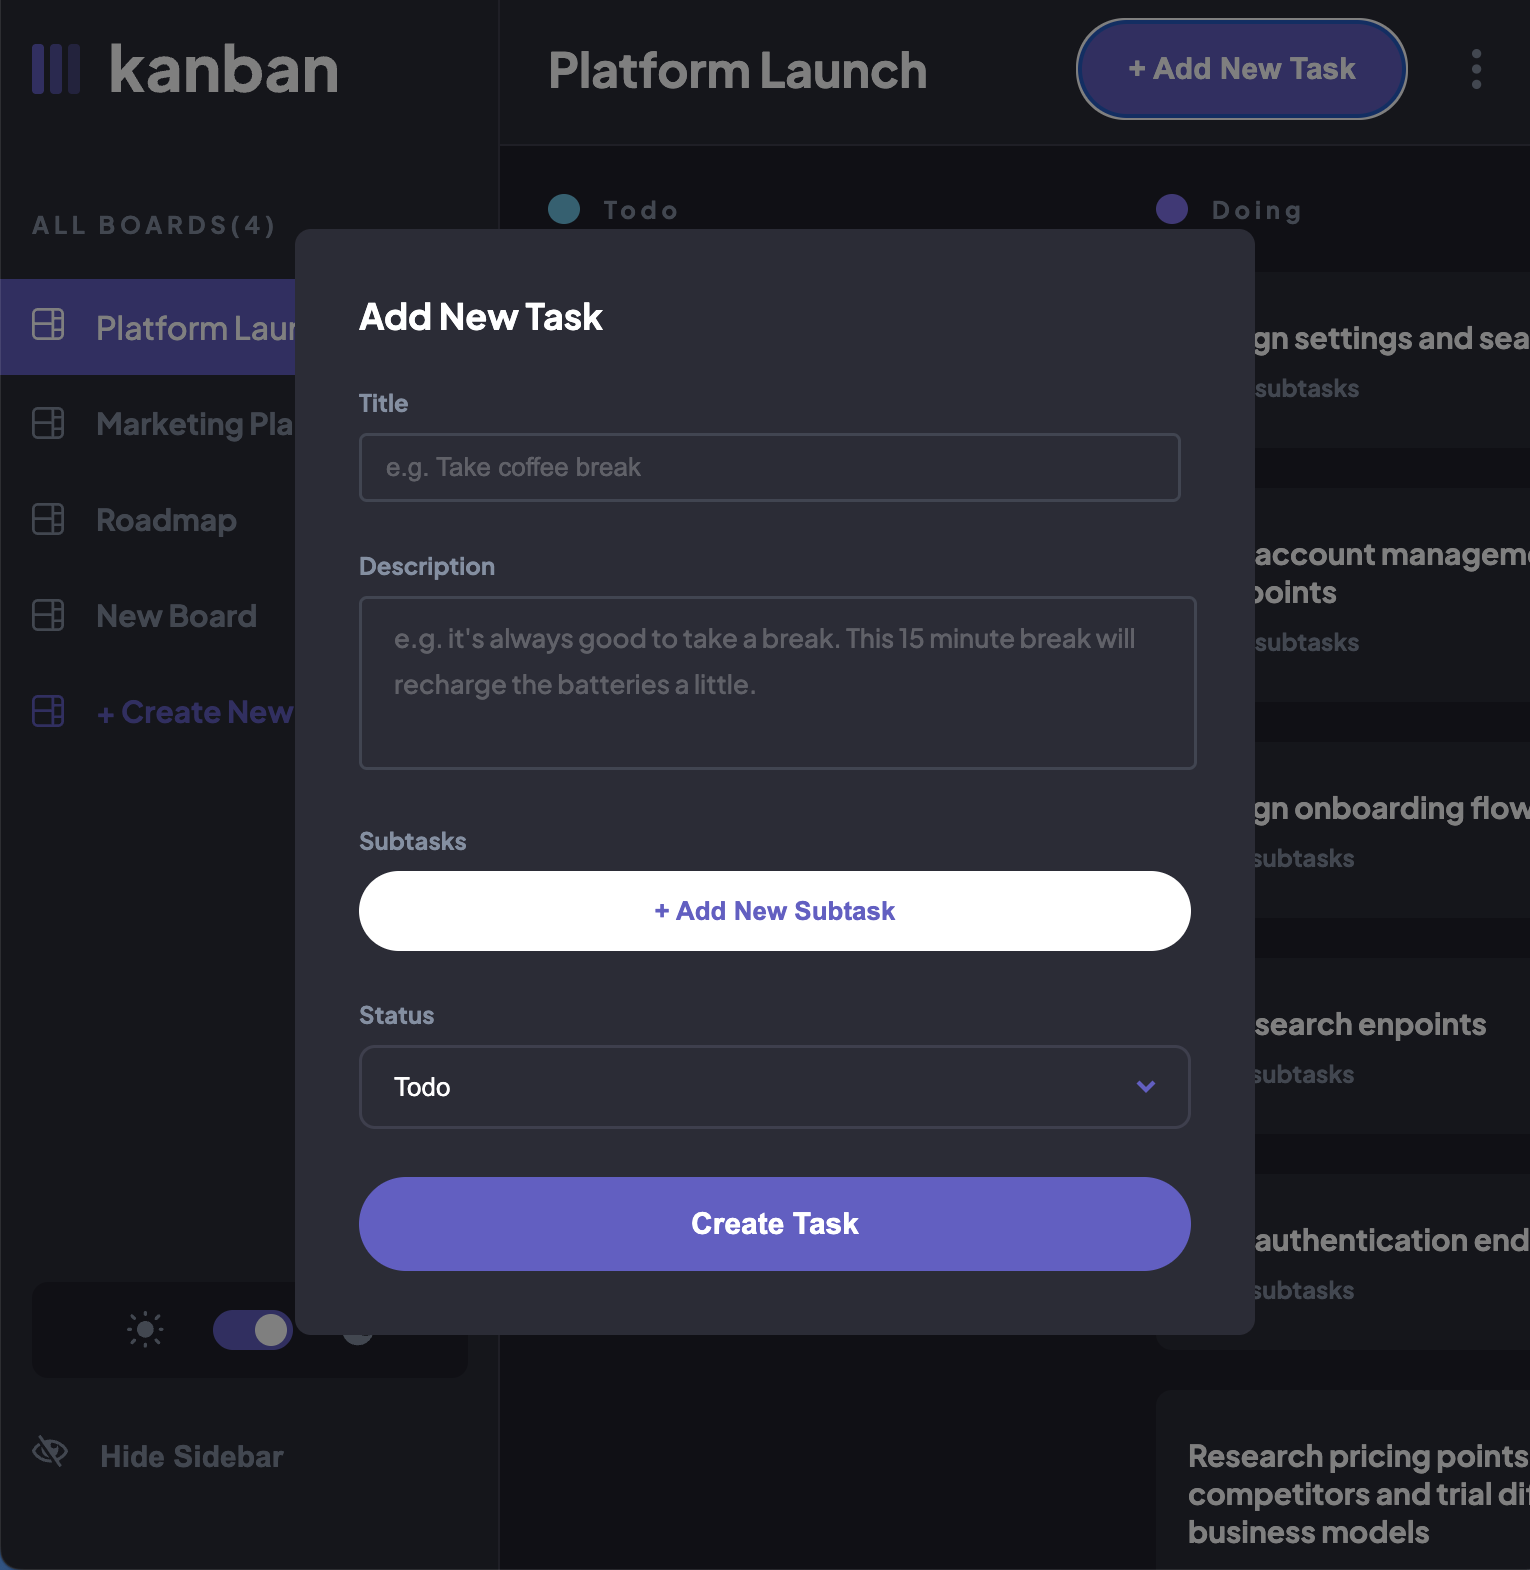 kanban
Platform Launch
+ Add New Task
ALL BOARDS(4)
Platform Laun
Marketing Pla
Roadmap
New Board
+ Create New
Hide Sidebar
Todo
Doing
Add New Task
Title
e.g. Take coffee break
Description
e.g. it's always good to take a break. This 15 minute break will
recharge the batteries a little.
Subtasks
+ Add New Subtask
Status
Todo
Create Task
gn settings and sea
subtasks
account manageme
points
subtasks
gn onboarding flow
subtasks
search enpoints
subtasks
authentication end
subtasks
Research pricing points
competitors and trial dif
business models